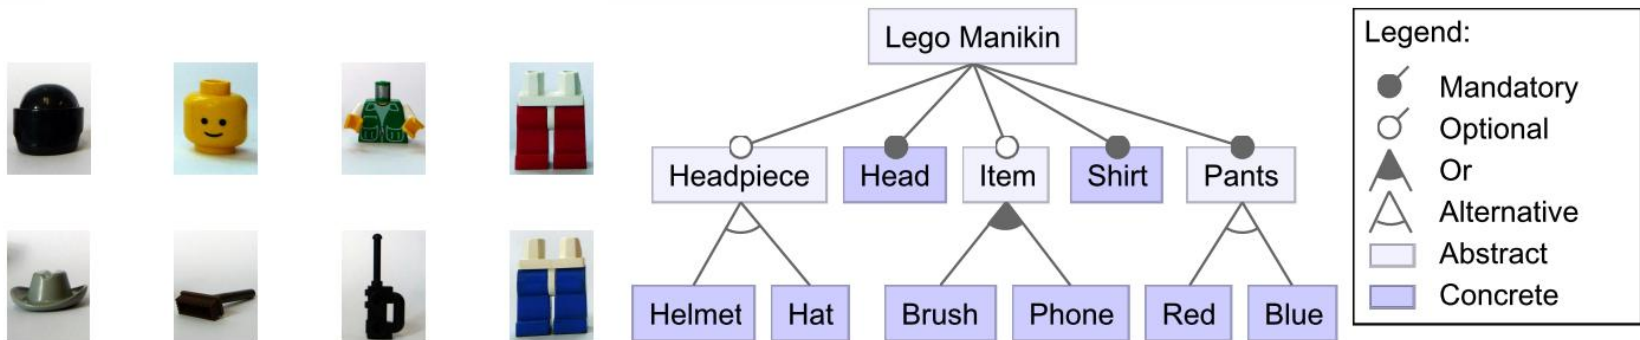 Lego Manikin
Headpiece
Head
Item
Shirt
Pants
Helmet
Hat
Brush
Phone
Red
Blue
Legend:
Mandatory
Optional
Or
Alternative
Abstract
Concrete